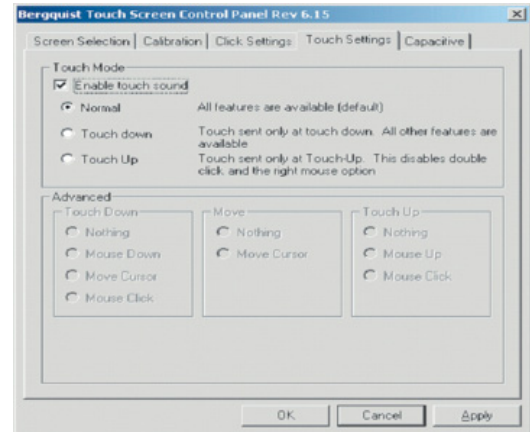 Bergquist Touch Screen Control Panel Rev 6.15
Screen Selection | Calibration | Click Settings | Touch Settings | Capacitive
Touch Mode
Enable touch sound
Normal All features are available (default)
Touch down Touch sent only at touch down. All other features are
available
Touch Up Touch sent only at Touch-Up. This disables double
click and the right mouse option
Advanced
Touch Down Move Touch Up
Nothing Nothing Nothing
Mouse Down Move Cursor Mouse Up
Move Cursor Mouse Click
Mouse Click
OK Cancel Apply